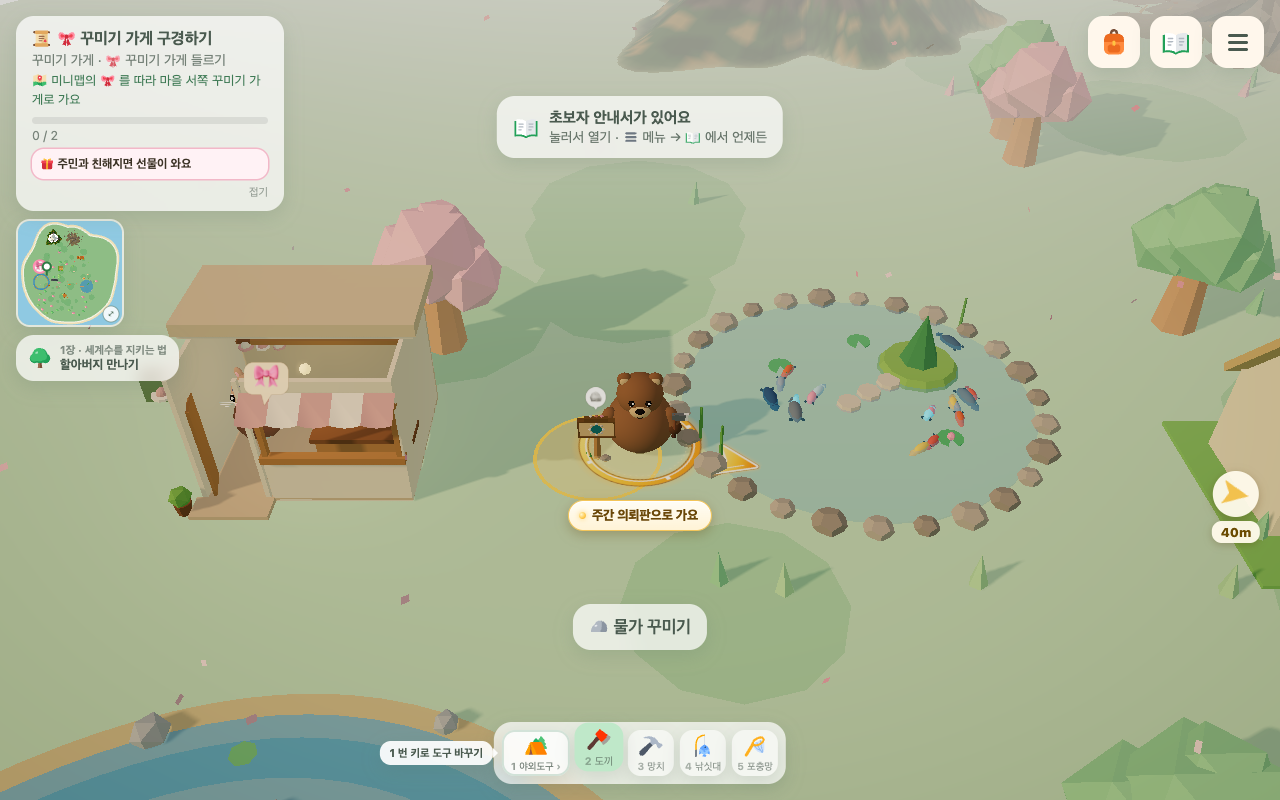 꾸미기 가게 구경하기
꾸미기 가게 · 꾸미기 가게 들르기
미니맵의 를 따라 마을 서쪽 꾸미기 가
게로 가요
0 / 2
주민과 친해지면 선물이 와요
접기
초보자 안내서가 있어요
눌러서 열기 · 메뉴 → 에서 언제든
1장 · 세계수를 지키는 법
할아버지 만나기
주간 의뢰판으로 가요
40m
물가 꾸미기
1 번 키로 도구 바꾸기
1 야외도구 ›
2 도끼
3 망치
4 낚싯대
5 포충망